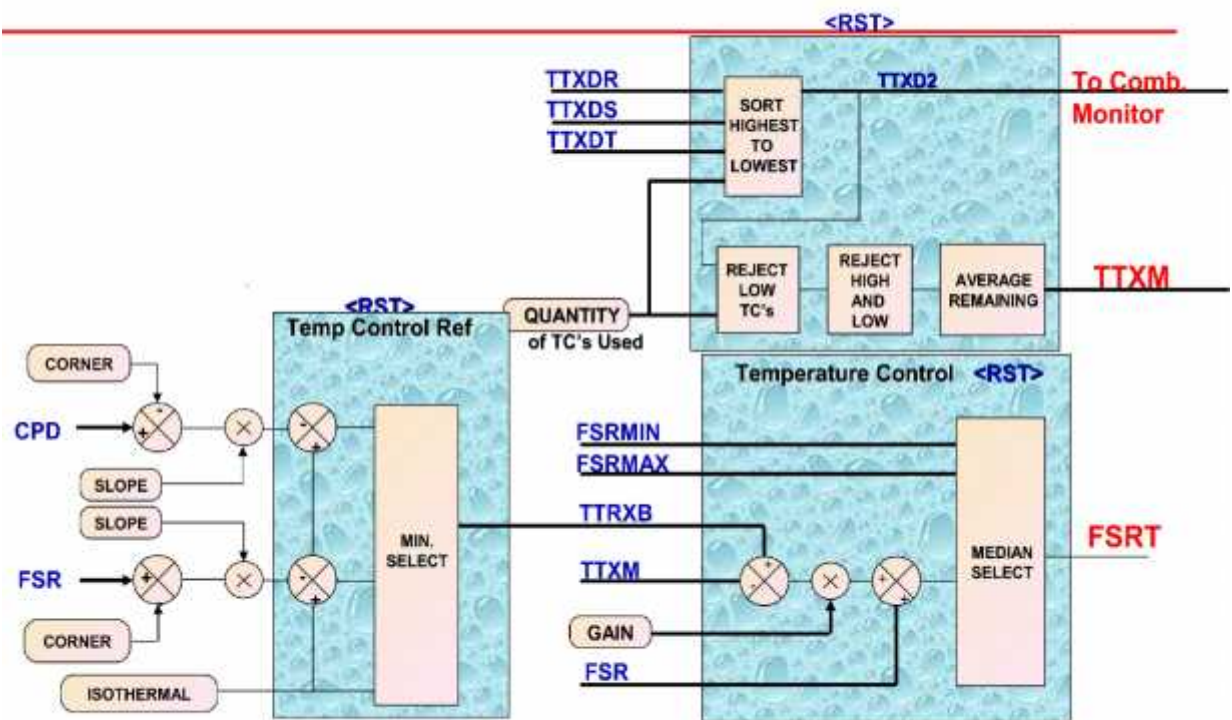 <RST>
TTXDR
TTXDS
TTXDT
SORT
HIGHEST
TO
LOWEST
TTXD2
To Comb.
Monitor
REJECT
LOW
TC's
REJECT
HIGH
AND
LOW
AVERAGE
REMAINING
TTXM
<RST>
Temp Control Ref
QUANTITY
of TC's Used
CORNER
CPD
SLOPE
SLOPE
FSR
CORNER
ISOTHERMAL
MIN.
SELECT
Temperature Control <RST>
FSRMIN
FSRMAX
TTRXB
TTXM
GAIN
FSR
MEDIAN
SELECT
FSRT